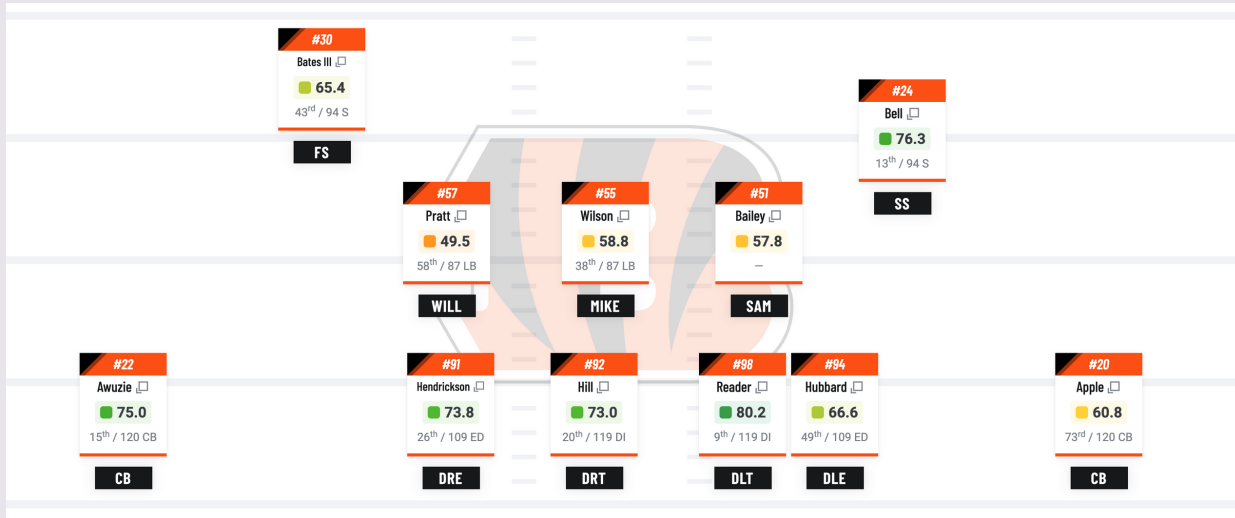 #30
Bates III
65.4
43rd / 94 S
FS
#24
Bell
76.3
13th / 94 S
SS
#57
Pratt
49.5
58th / 87 LB
WILL
#55
Wilson
58.8
38th / 87 LB
MIKE
#51
Bailey
57.8
–
SAM
#22
Awuzie
75.0
15th / 120 CB
CB
#91
Hendrickson
73.8
26th / 109 ED
DRE
#92
Hill
73.0
20th / 119 DI
DRT
#98
Reader
80.2
9th / 119 DI
DLT
#94
Hubbard
66.6
49th / 109 ED
DLE
#20
Apple
60.8
73rd / 120 CB
CB